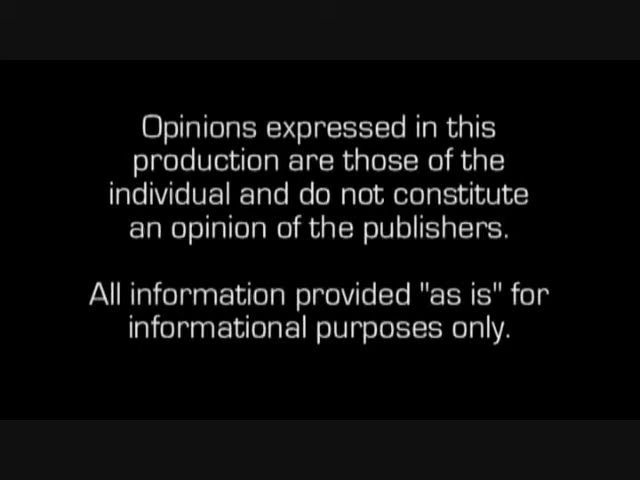 Opinions expressed in this
production are those of the
individual and do not constitute
an opinion of the publishers.
All information provided "as is" for
informational purposes only.